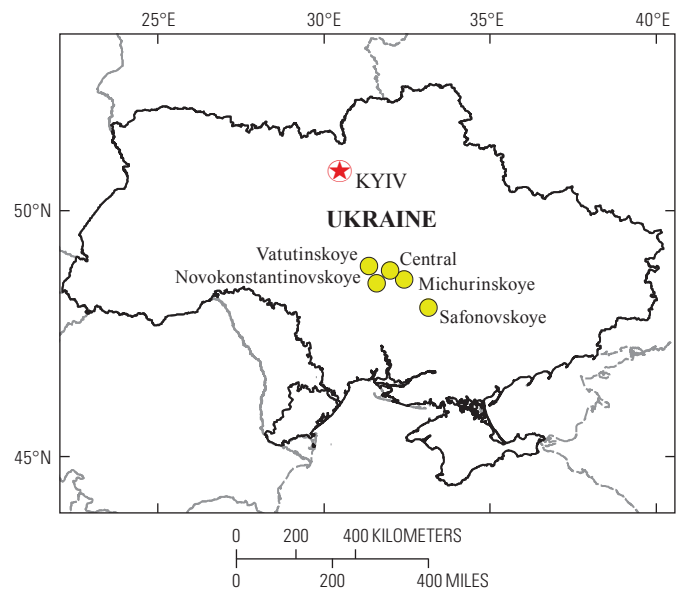 25°E 30°E 35°E 40°E
50°N
45°N
KYIV
UKRAINE
Vatutinskoye
Central
Novokonstantinovskoye
Michurinskoye
Safonovskoye
0 200 400 KILOMETERS
0 200 400 MILES